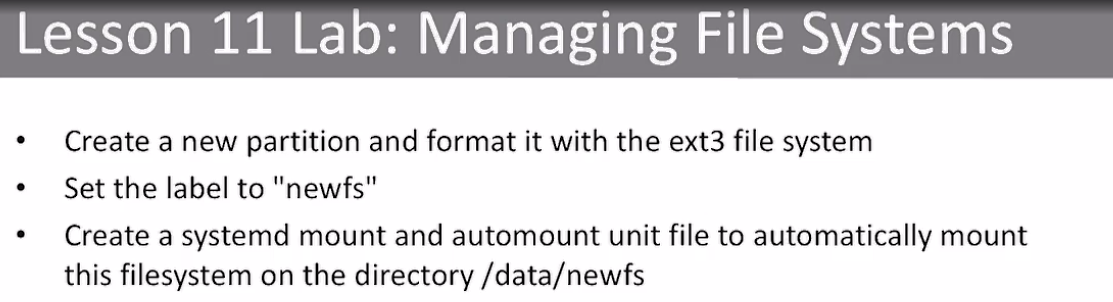 Lesson 11 Lab: Managing File Systems
• Create a new partition and format it with the ext3 file system
• Set the label to "newfs"
• Create a systemd mount and automount unit file to automatically mount
this filesystem on the directory /data/newfs